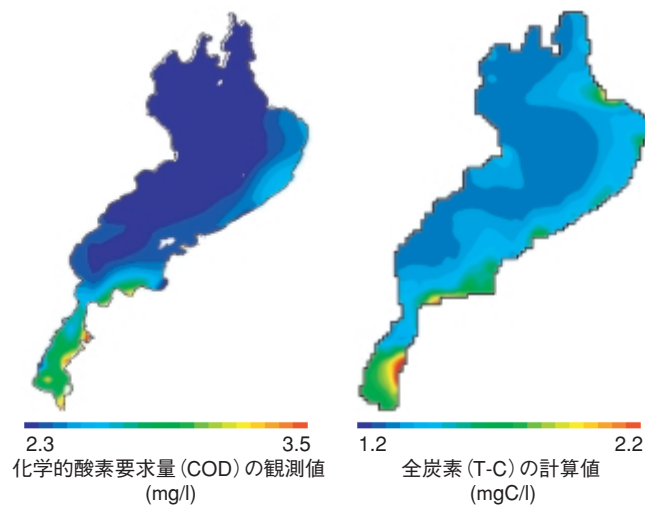 2.3 3.5
化学的酸素要求量(COD)の観測値
(mg/l)
1.2 2.2
全炭素(T-C)の計算値
(mgC/l)